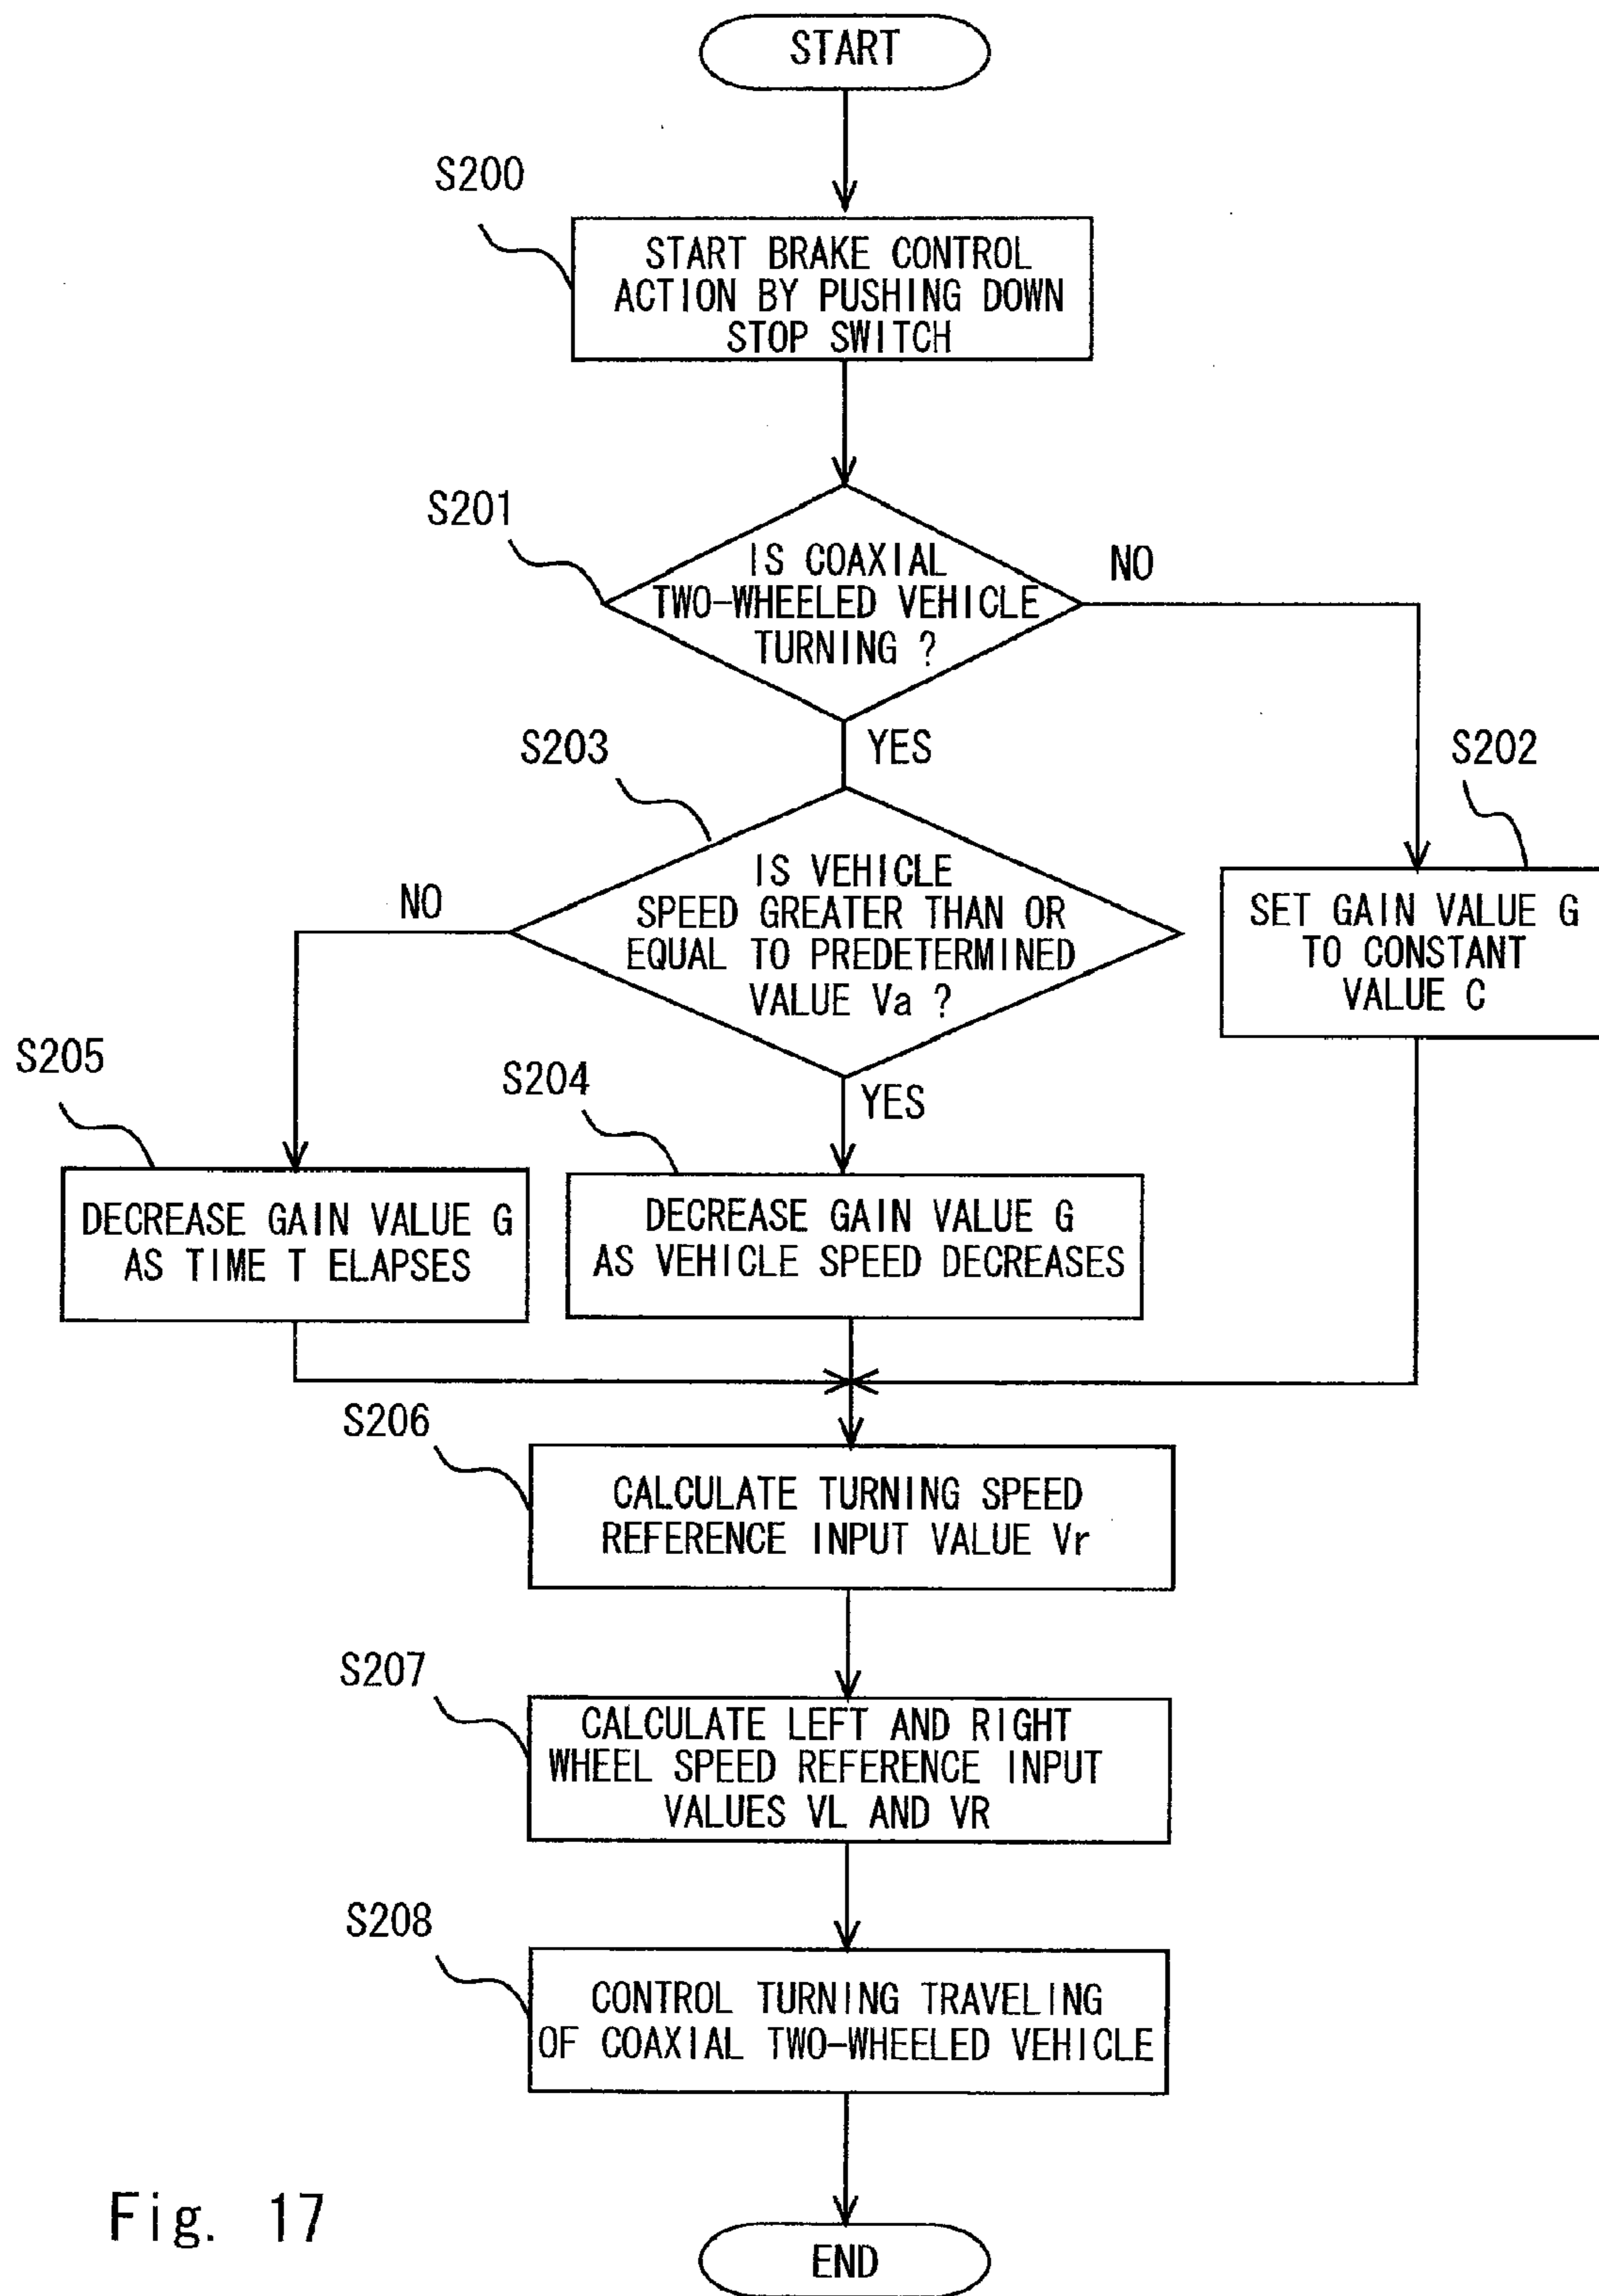 START
S200
START BRAKE CONTROL
ACTION BY PUSHING DOWN
STOP SWITCH
S201
IS COAXIAL
TWO-WHEELED VEHICLE
TURNING ?
NO
YES
S203
S202
IS VEHICLE
SPEED GREATER THAN OR
EQUAL TO PREDETERMINED
VALUE Va ?
NO
SET GAIN VALUE G
TO CONSTANT
VALUE C
S205
S204
YES
DECREASE GAIN VALUE G
AS TIME T ELAPSES
DECREASE GAIN VALUE G
AS VEHICLE SPEED DECREASES
S206
CALCULATE TURNING SPEED
REFERENCE INPUT VALUE Vr
S207
CALCULATE LEFT AND RIGHT
WHEEL SPEED REFERENCE INPUT
VALUES VL AND VR
S208
CONTROL TURNING TRAVELING
OF COAXIAL TWO-WHEELED VEHICLE
Fig. 17
END